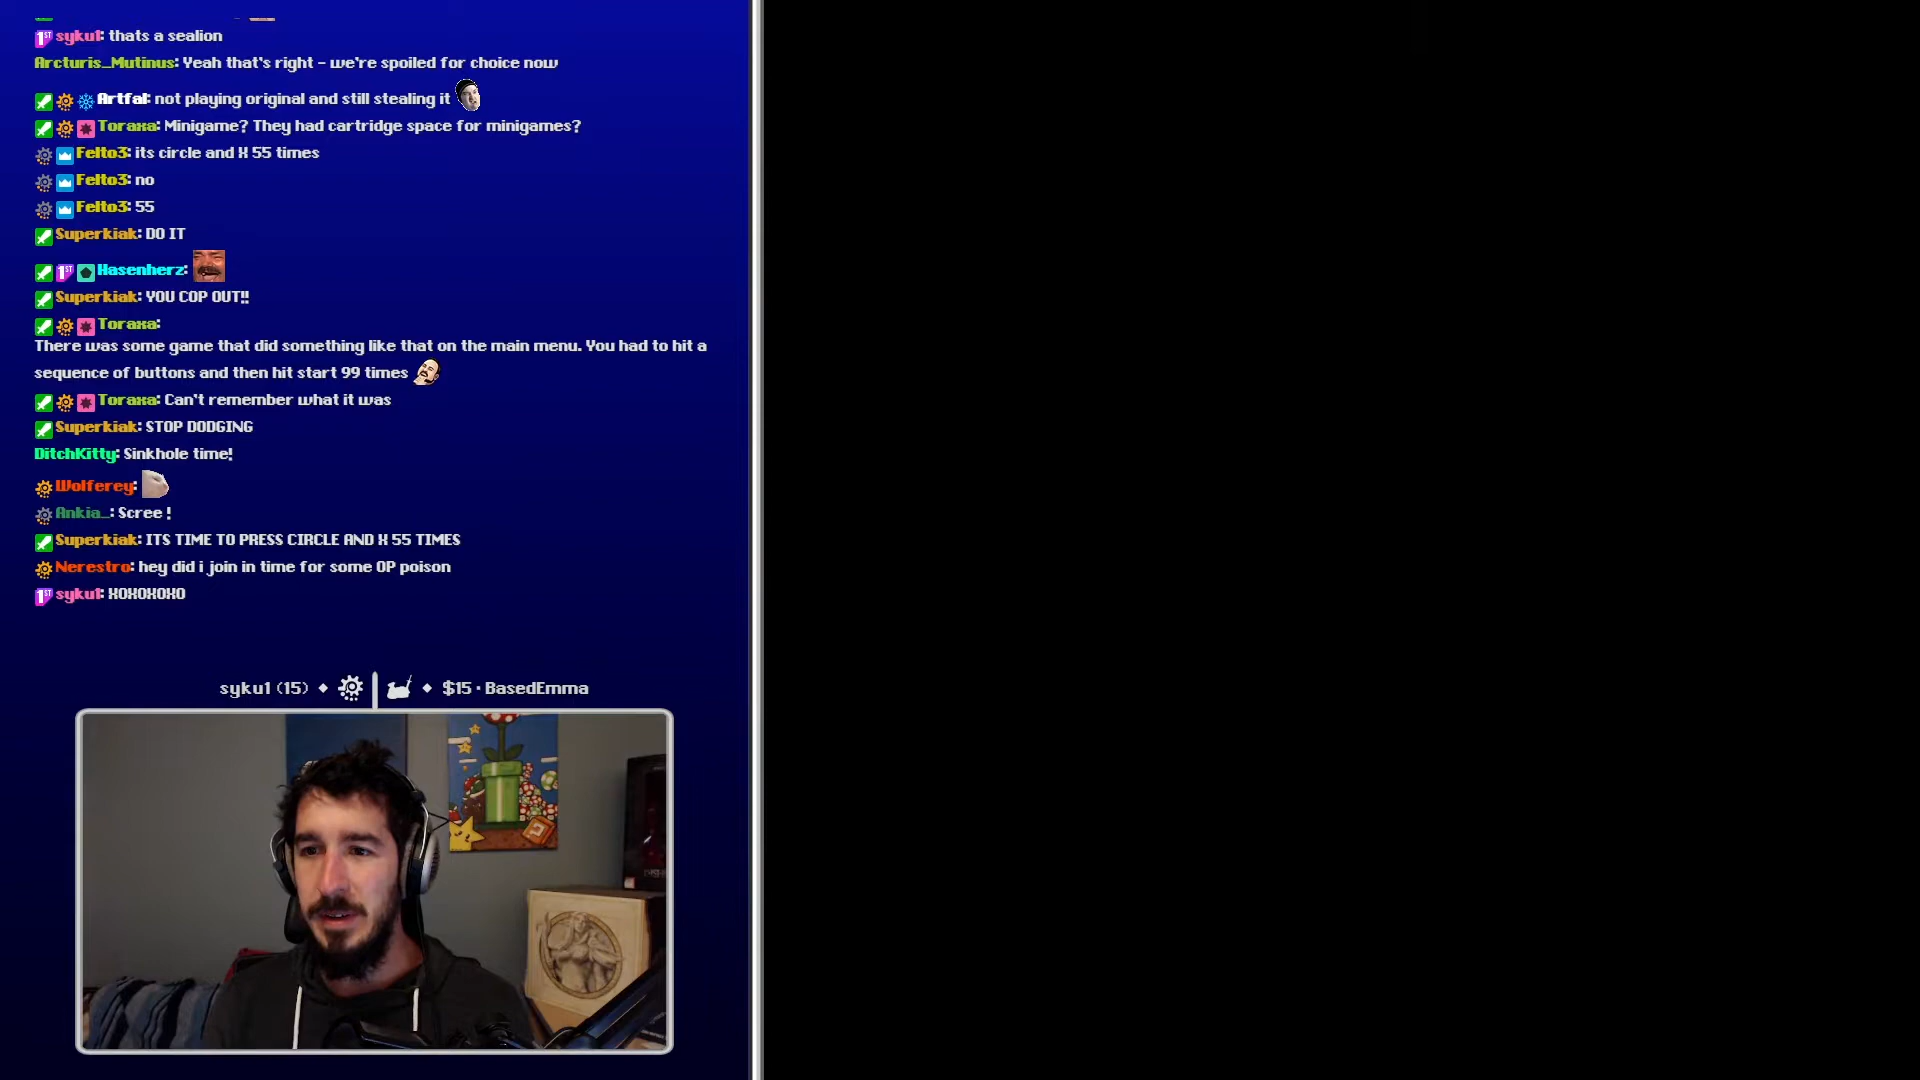 syku1: thats a sealion
Arcturis_Mutinus: Yeah that's right - we're spoiled for choice now
Artfal: not playing original and still stealing it
Toraxa: Minigame? They had cartridge space for minigames?
Felto3: its circle and X 55 times
Felto3: no
Felto3: 55
Superkiak: DO IT
Hasenherz:
Superkiak: YOU COP OUT!!
Toraxa:
There was some game that did something like that on the main menu. You had to hit a
sequence of buttons and then hit start 99 times
Toraxa: Can't remember what it was
Superkiak: STOP DODGING
DitchKitty: Sinkhole time!
Wolferey:
Ankia_: Scree !
Superkiak: ITS TIME TO PRESS CIRCLE AND X 55 TIMES
Nerestro: hey did i join in time for some OP poison
syku1: XOXOXOXO
syku1 (15) ◆ ◆ $15 · BasedEmma